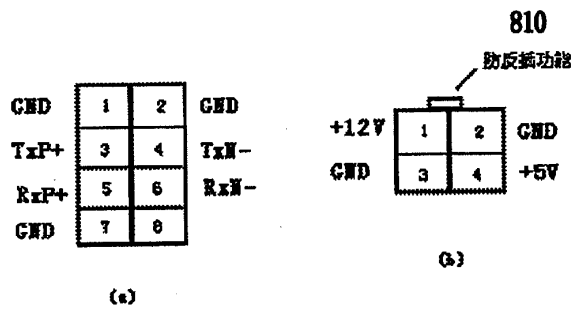 810
防反插功能
GND 1 2 GND
TxP+ 3 4 TxN-
RxP+ 5 6 RxN-
GND 7 8
(a)
+12V 1 2 GND
GND 3 4 +5V
(b)